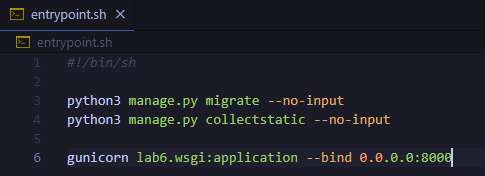 entrypoint.sh
entrypoint.sh
1 #!/bin/sh
2
3 python3 manage.py migrate --no-input
4 python3 manage.py collectstatic --no-input
5
6 gunicorn lab6.wsgi:application --bind 0.0.0.0:8000